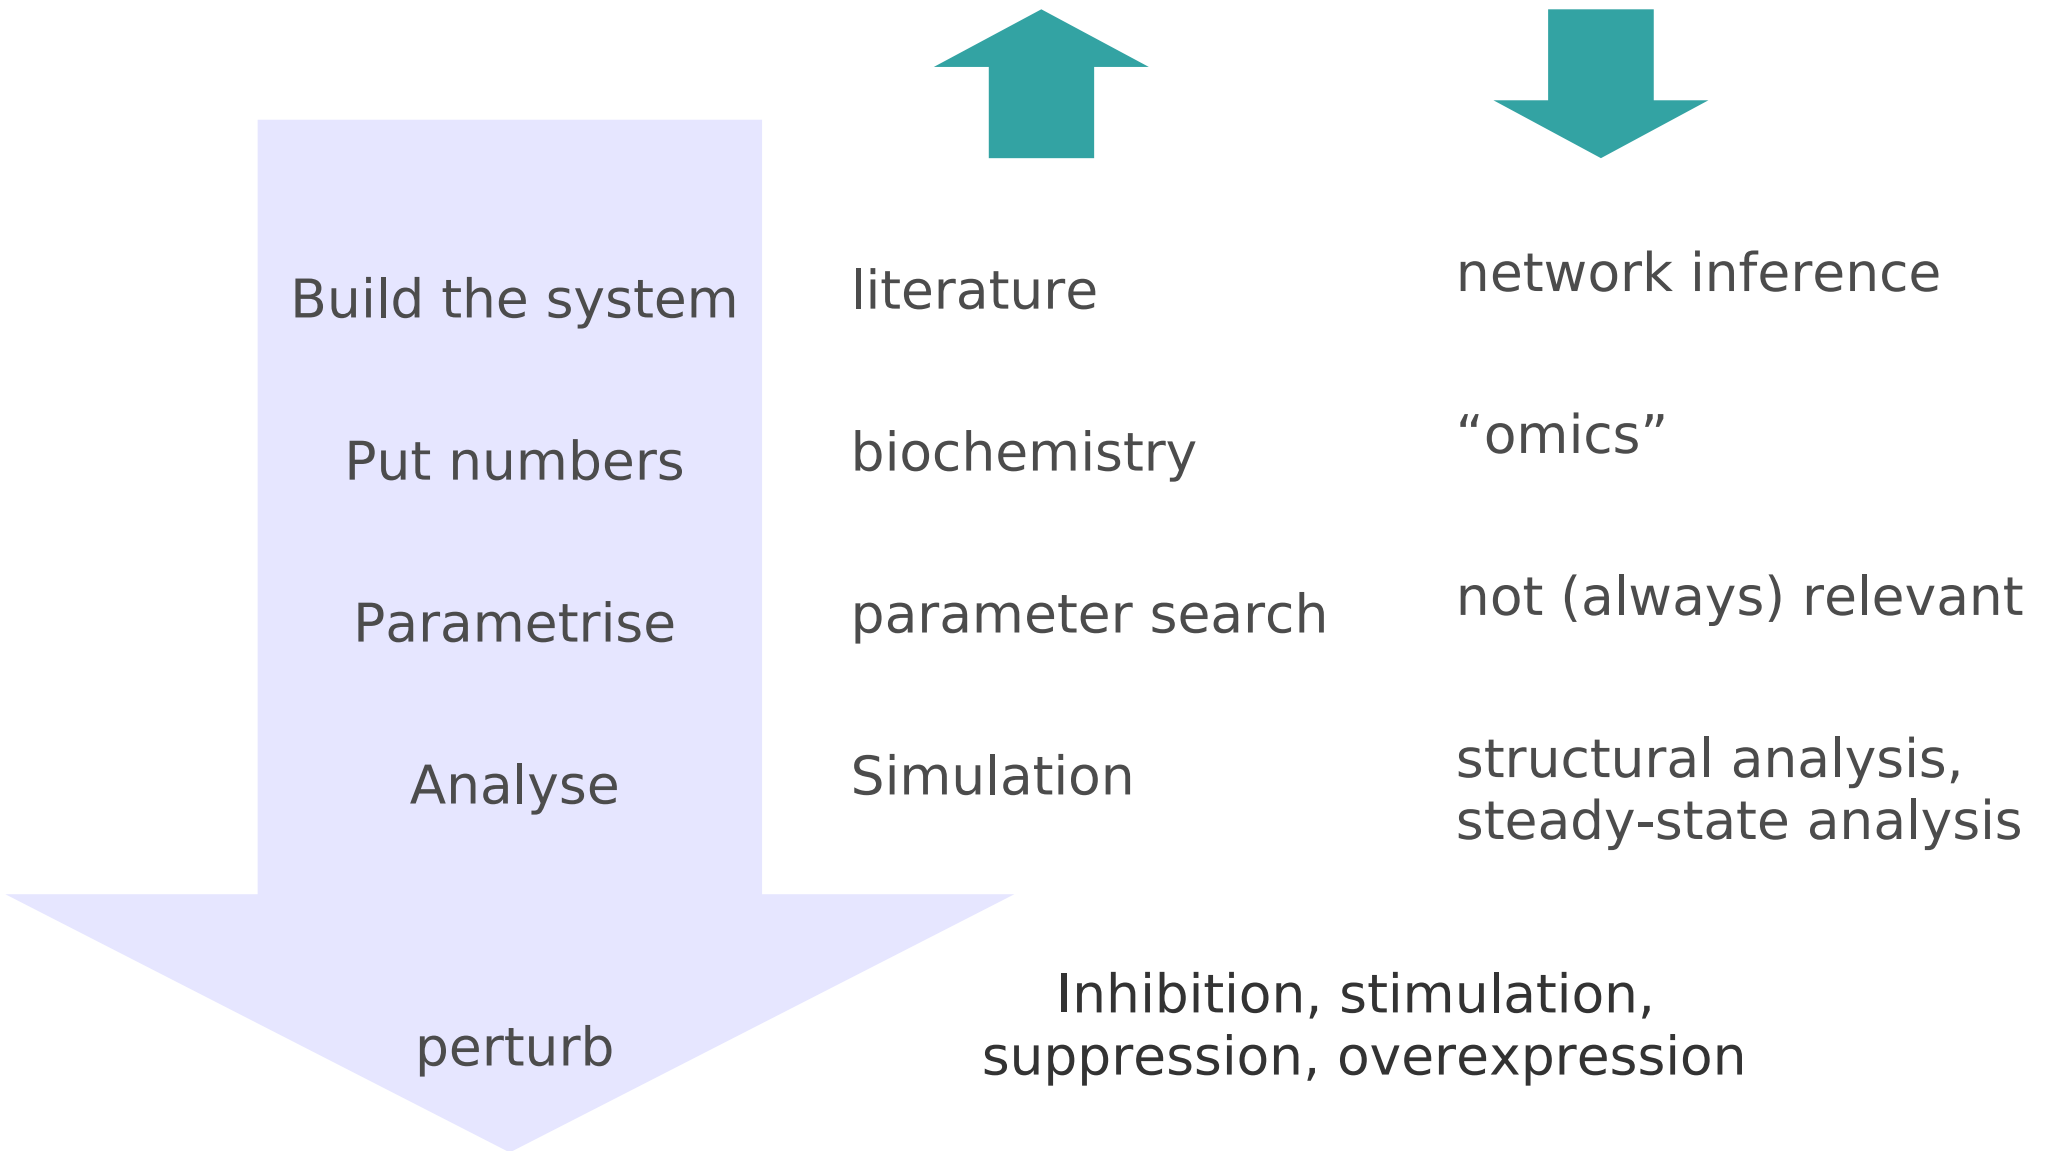 Build the system
literature
network inference
Put numbers
biochemistry
“omics”
Parametrise
parameter search
not (always) relevant
Analyse
Simulation
structural analysis,
steady-state analysis
perturb
Inhibition, stimulation,
suppression, overexpression